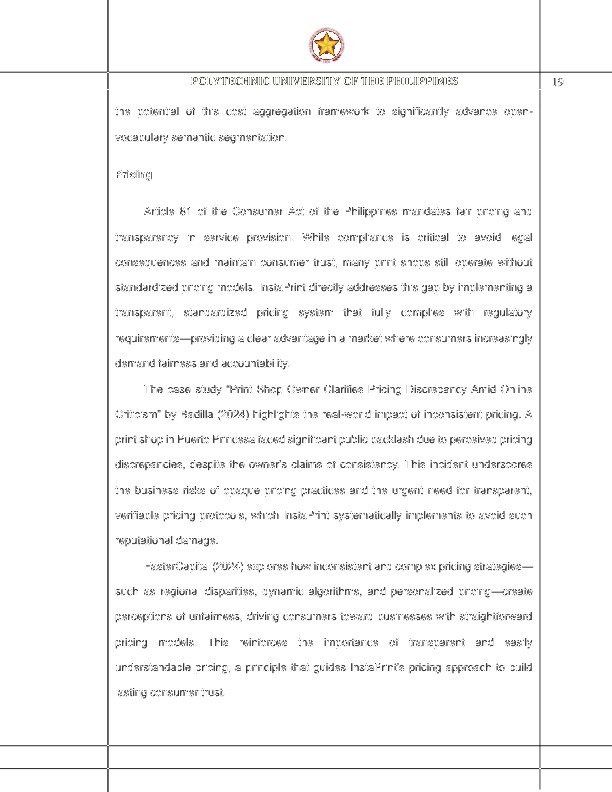 POLYTECHNIC UNIVERSITY OF THE PHILIPPINES
19
the potential of this cost aggregation framework to significantly advance open-
vocabulary semantic segmentation.
Pricing
Article 81 of the Consumer Act of the Philippines mandates fair pricing and
transparency in service provision. While compliance is critical to avoid legal
consequences and maintain consumer trust, many print shops still operate without
standardized pricing models. InstaPrint directly addresses this gap by implementing a
transparent, standardized pricing system that fully complies with regulatory
requirements—providing a clear advantage in a market where consumers increasingly
demand fairness and accountability.
The case study “Print Shop Owner Clarifies Pricing Discrepancy Amid Online
Criticism” by Badilla (2024) highlights the real-world impact of inconsistent pricing. A
print shop in Puerto Princesa faced significant public backlash due to perceived pricing
discrepancies, despite the owner’s claims of consistency. This incident underscores
the business risks of opaque pricing practices and the urgent need for transparent,
verifiable pricing protocols, which InstaPrint systematically implements to avoid such
reputational damage.
FasterCapital (2024) explores how inconsistent and complex pricing strategies—
such as regional disparities, dynamic algorithms, and personalized pricing—create
perceptions of unfairness, driving consumers toward businesses with straightforward
pricing models. This reinforces the importance of transparent and easily
understandable pricing, a principle that guides InstaPrint’s pricing approach to build
lasting consumer trust.